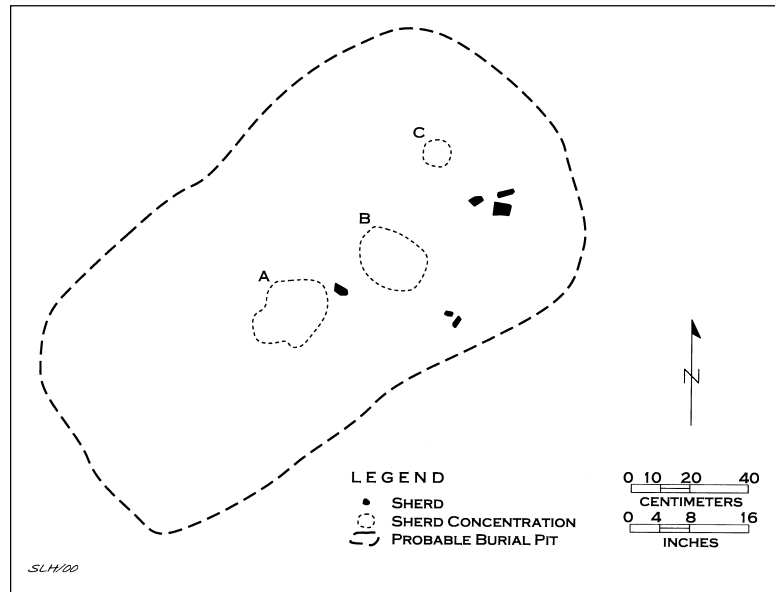 C
B
A
N
LEGEND
SHERD
SHERD CONCENTRATION
PROBABLE BURIAL PIT
0 10 20 40
CENTIMETERS
0 4 8 16
INCHES
SLH/00